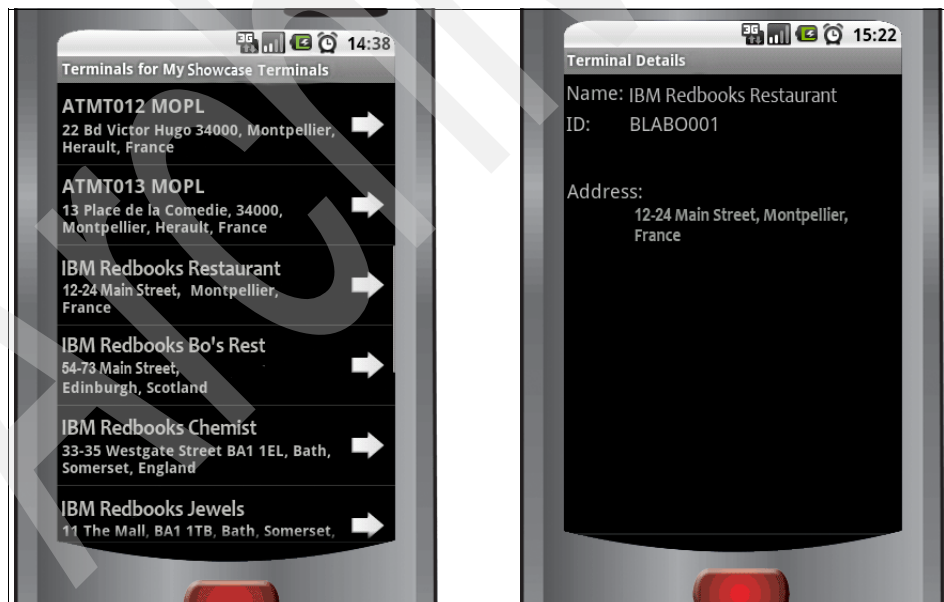 3G 14:38
Terminals for My Showcase Terminals
ATMT012 MOPL
22 Bd Victor Hugo 34000, Montpellier,
Herault, France
ATMT013 MOPL
13 Place de la Comedie, 34000,
Montpellier, Herault, France
IBM Redbooks Restaurant
12-24 Main Street, Montpellier,
France
IBM Redbooks Bo's Rest
54-73 Main Street,
Edinburgh, Scotland
IBM Redbooks Chemist
33-35 Westgate Street BA1 1EL, Bath,
Somerset, England
IBM Redbooks Jewels
11 The Mall, BA1 1TB, Bath, Somerset,
3G 15:22
Terminal Details
Name: IBM Redbooks Restaurant
ID: BLABO001
Address:
12-24 Main Street, Montpellier,
France